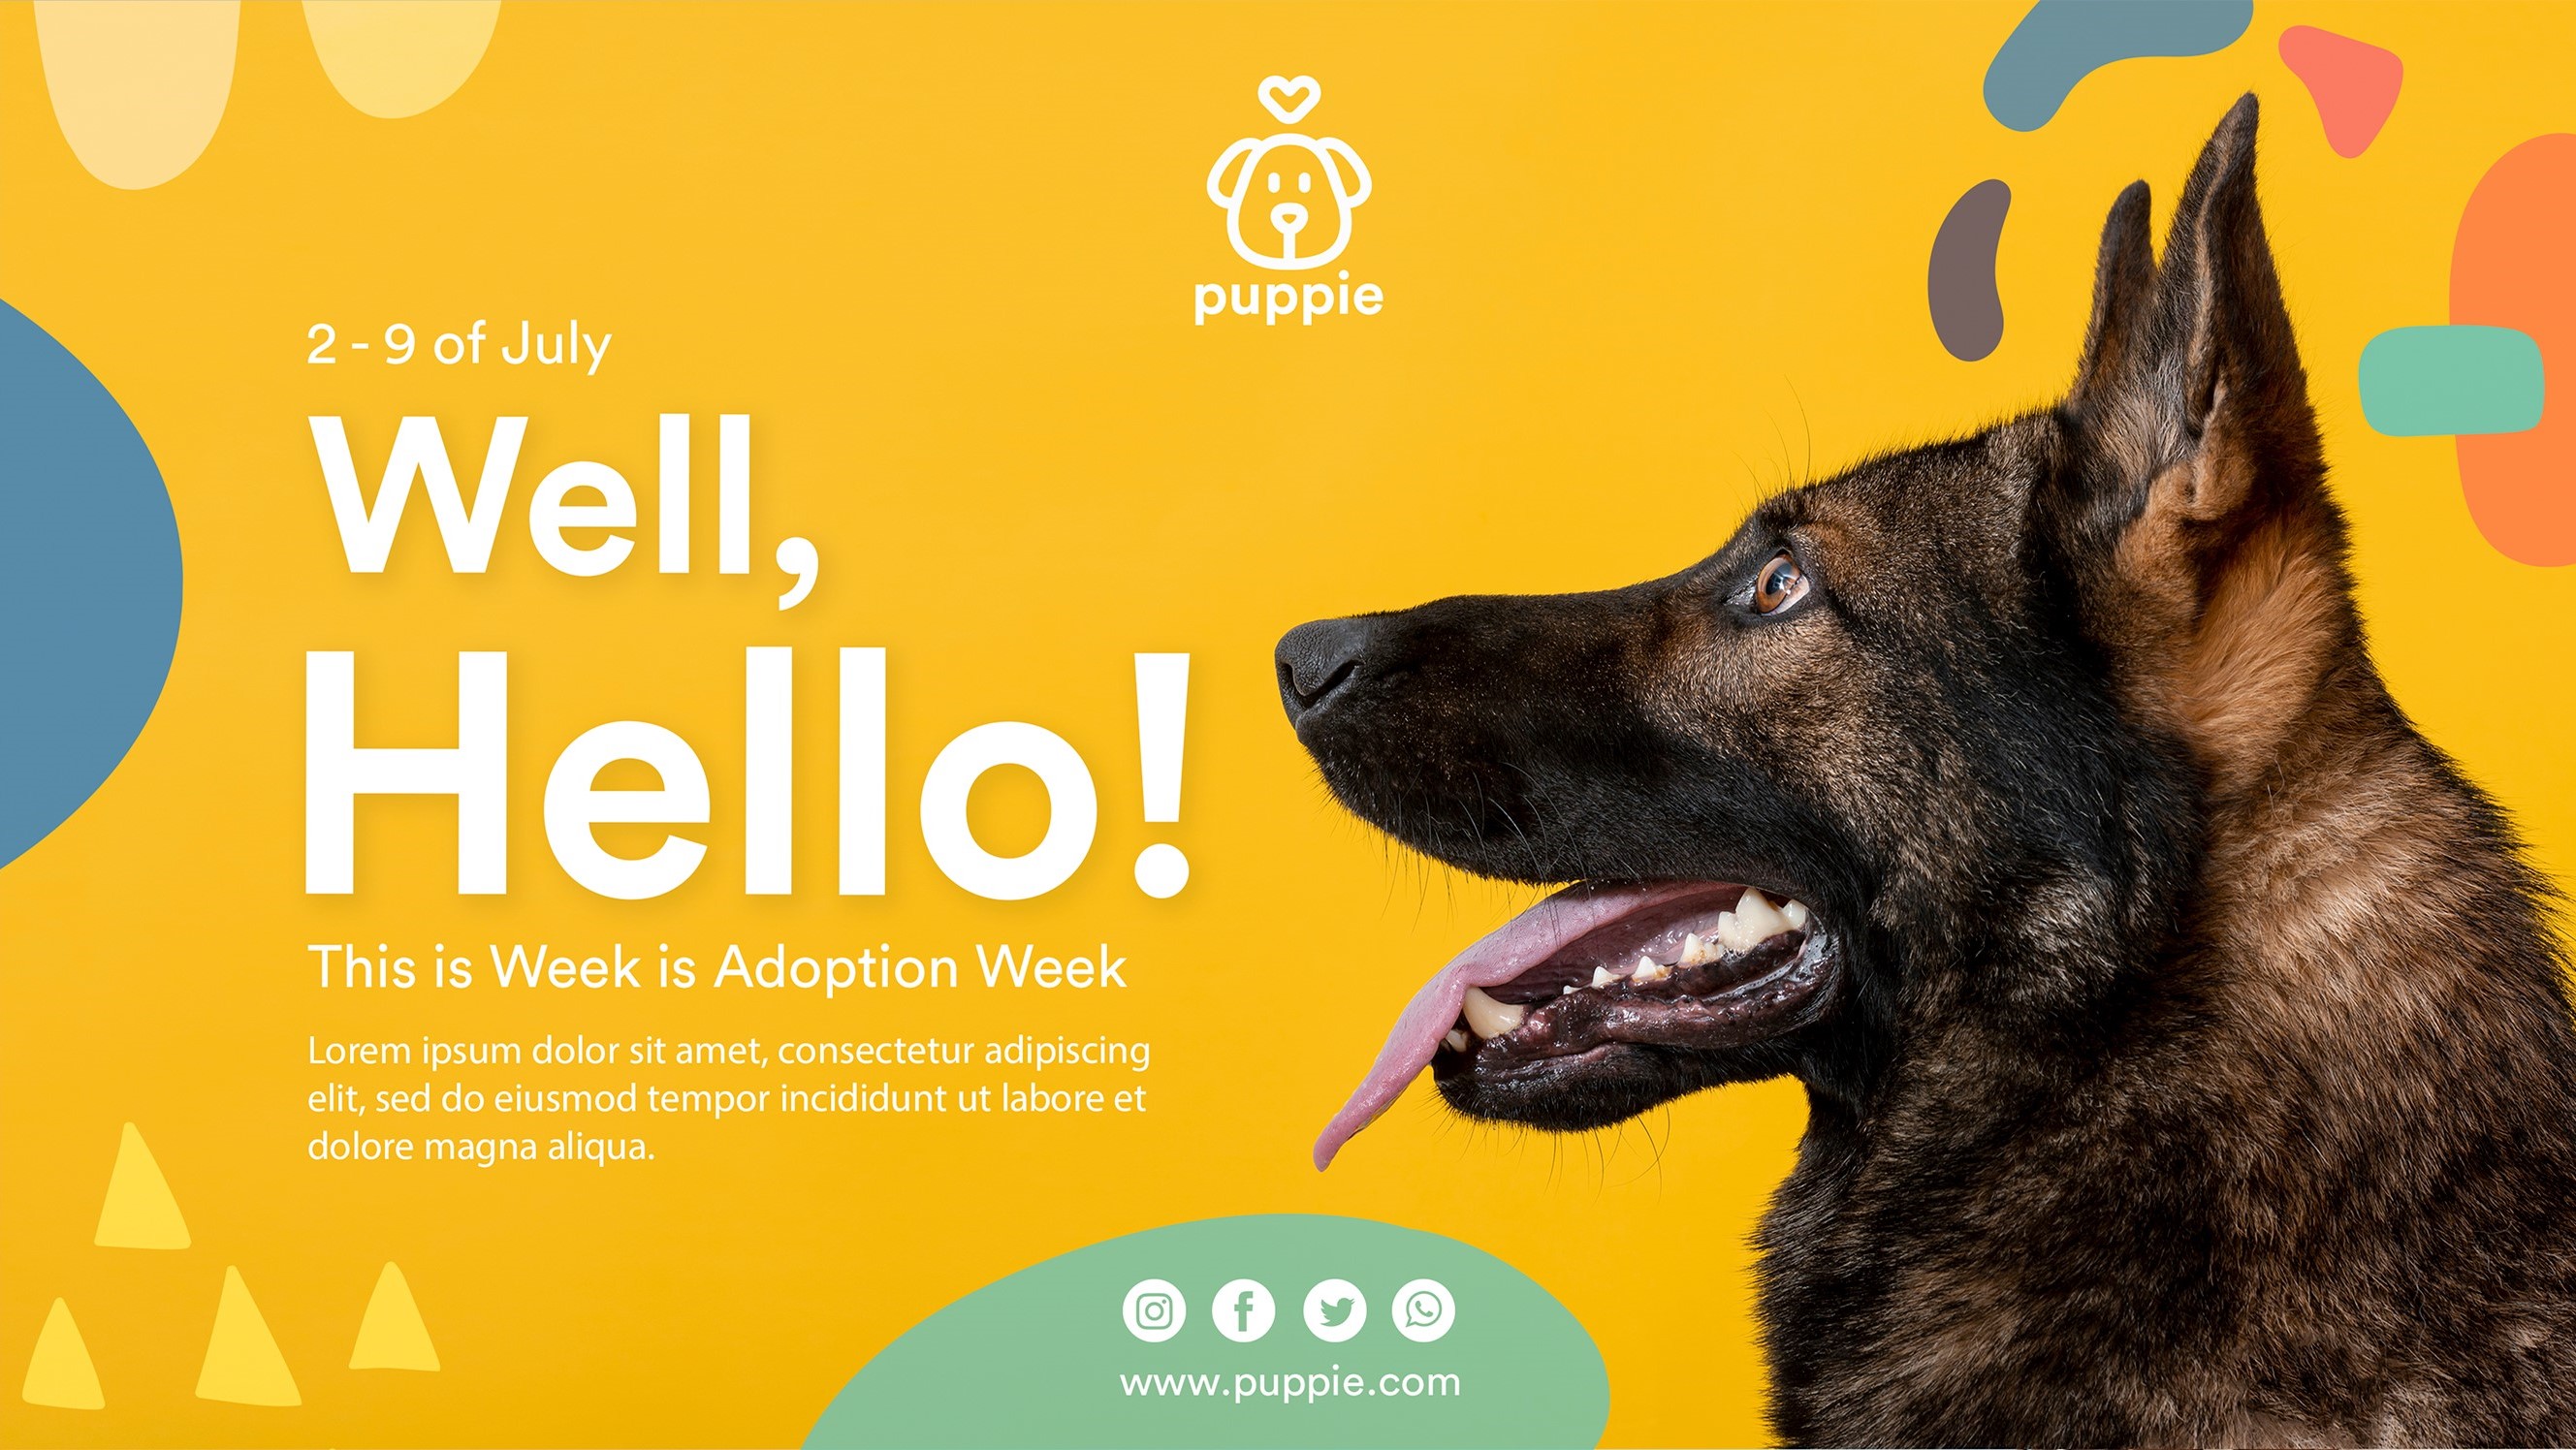 puppie
2 - 9 of July
Well,
Hello!
This is Week is Adoption Week
Lorem ipsum dolor sit amet, consectetur adipiscing
elit, sed do eiusmod tempor incididunt ut labore et
dolore magna aliqua.
www.puppie.com